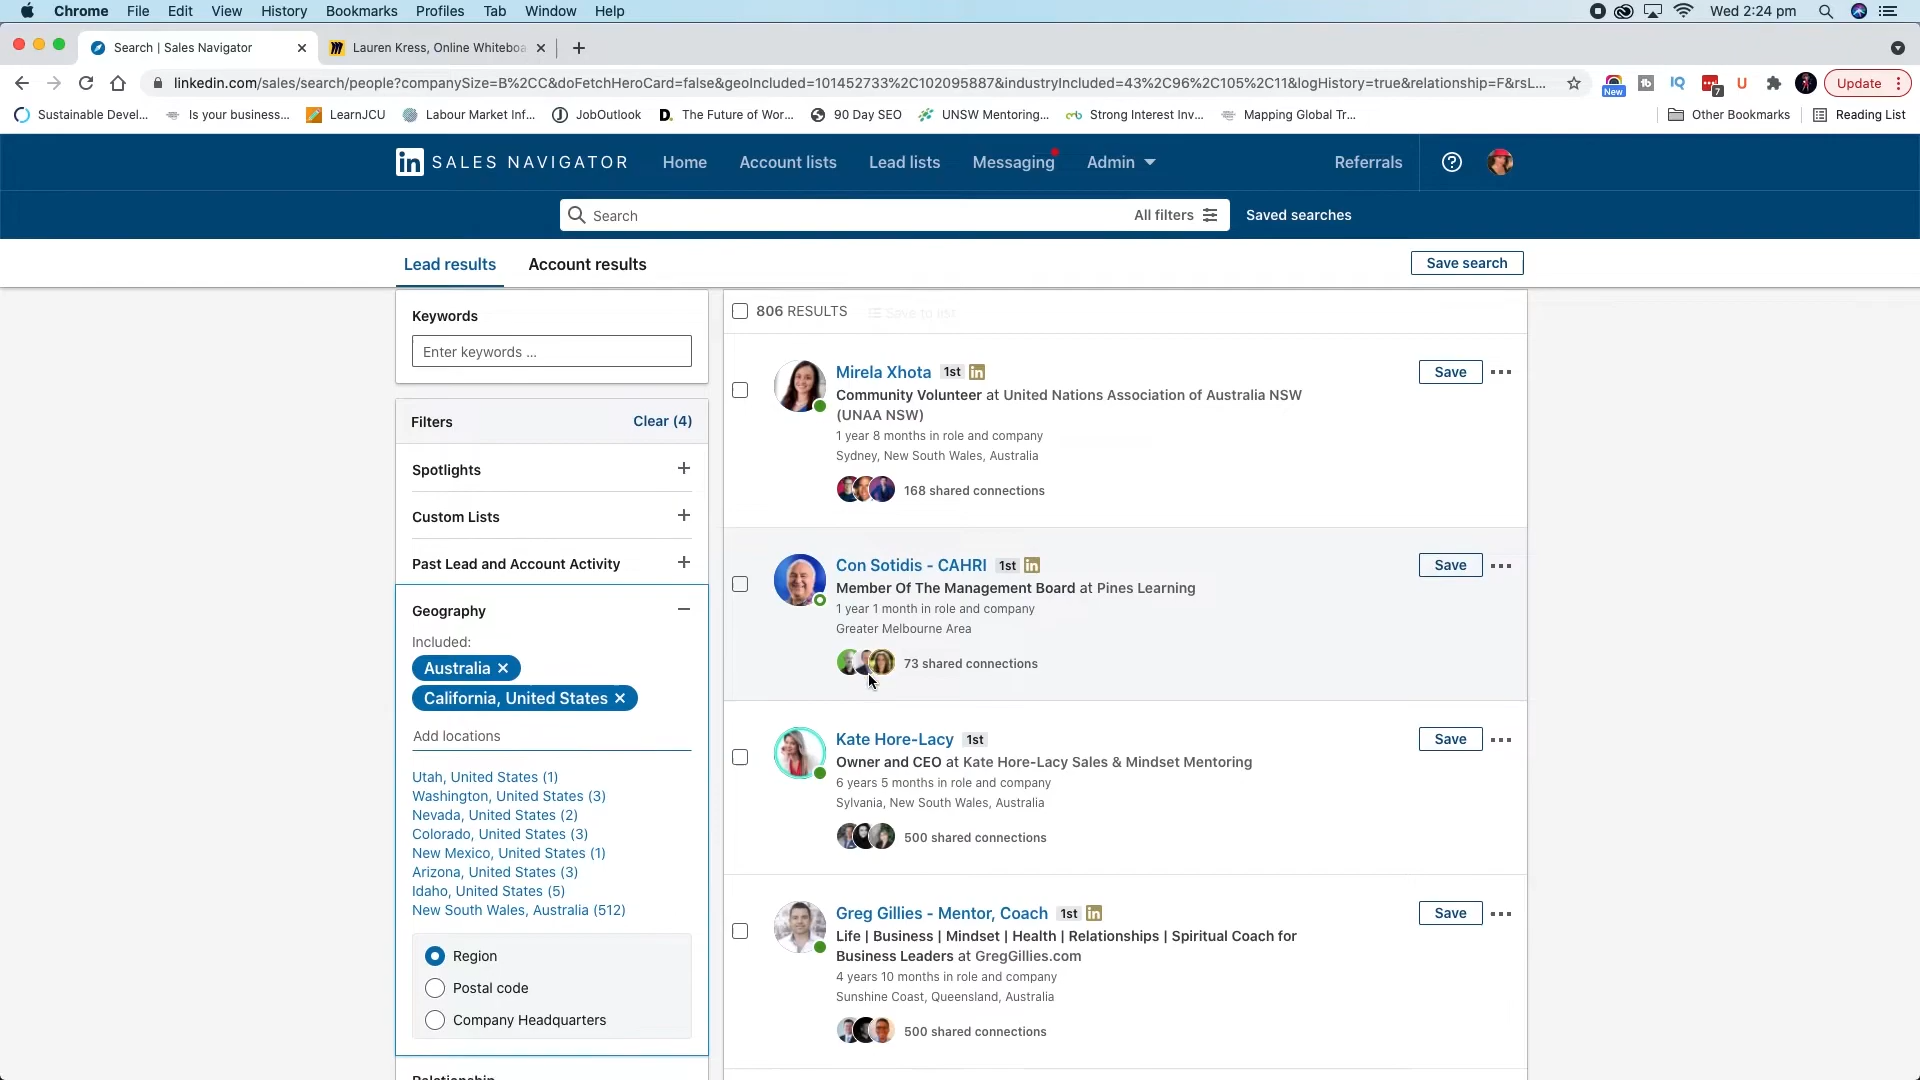 Chrome File Edit View History Bookmarks Profiles Tab Window Help Wed 2:24 pm
Search | Sales Navigator Lauren Kress, Online Whiteboa
linkedin.com/sales/search/people?companySize=B%2CC&doFetchHeroCard=false&geoIncluded=101452733%2C102095887&industryIncluded=43%2C96%2C105%2C11&logHistory=true&relationship=F&rsL... New 7 Update
Sustainable Devel... Is your business... LearnJCU Labour Market Inf... JobOutlook The Future of Wor... 90 Day SEO UNSW Mentoring... Strong Interest Inv... Mapping Global Tr... Other Bookmarks Reading List
in SALES NAVIGATOR Home Account lists Lead lists Messaging Admin Referrals
Search All filters Saved searches
Lead results Account results Save search
Keywords
Enter keywords ...
Filters Clear (4)
Spotlights
Custom Lists
Past Lead and Account Activity
Geography
Included:
Australia
California, United States
Add locations
Utah, United States (1)
Washington, United States (3)
Nevada, United States (2)
Colorado, United States (3)
New Mexico, United States (1)
Arizona, United States (3)
Idaho, United States (5)
New South Wales, Australia (512)
Region
Postal code
Company Headquarters
Relationship
806 RESULTS Save to list
Mirela Xhota 1st in Save
Community Volunteer at United Nations Association of Australia NSW
(UNAA NSW)
1 year 8 months in role and company
Sydney, New South Wales, Australia
168 shared connections
Con Sotidis - CAHRI 1st in Save
Member Of The Management Board at Pines Learning
1 year 1 month in role and company
Greater Melbourne Area
73 shared connections
Kate Hore-Lacy 1st Save
Owner and CEO at Kate Hore-Lacy Sales & Mindset Mentoring
6 years 5 months in role and company
Sylvania, New South Wales, Australia
500 shared connections
Greg Gillies - Mentor, Coach 1st in Save
Life | Business | Mindset | Health | Relationships | Spiritual Coach for
Business Leaders at GregGillies.com
4 years 10 months in role and company
Sunshine Coast, Queensland, Australia
500 shared connections